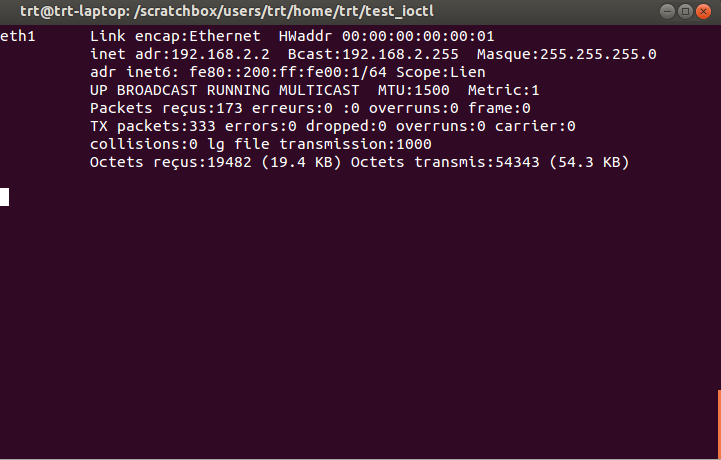 trt@trt-laptop: /scratchbox/users/trt/home/trt/test_ioctl
eth1      Link encap:Ethernet  HWaddr 00:00:00:00:00:01
          inet adr:192.168.2.2  Bcast:192.168.2.255  Masque:255.255.255.0
          adr inet6: fe80::200:ff:fe00:1/64 Scope:Lien
          UP BROADCAST RUNNING MULTICAST  MTU:1500  Metric:1
          Packets reçus:173 erreurs:0 :0 overruns:0 frame:0
          TX packets:333 errors:0 dropped:0 overruns:0 carrier:0
          collisions:0 lg file transmission:1000
          Octets reçus:19482 (19.4 KB) Octets transmis:54343 (54.3 KB)